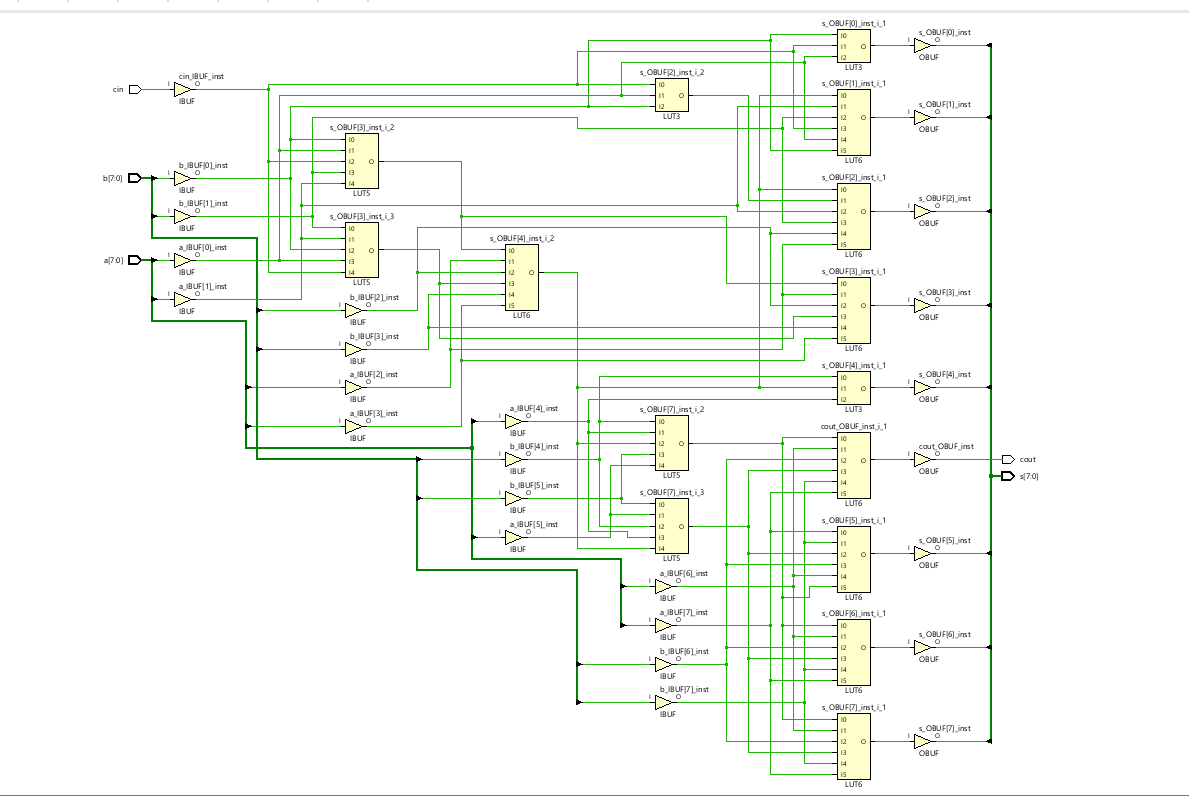 cin
cin_IBUF_inst
I
O
IBUF
b[7:0]
b_IBUF[0]_inst
I
O
IBUF
b_IBUF[1]_inst
I
O
IBUF
a[7:0]
a_IBUF[0]_inst
I
O
IBUF
a_IBUF[1]_inst
I
O
IBUF
s_OBUF[3]_inst_i_2
I0
I1
I2
I3
I4
O
LUT5
s_OBUF[3]_inst_i_3
I0
I1
I2
I3
I4
O
LUT5
b_IBUF[2]_inst
I
O
IBUF
b_IBUF[3]_inst
I
O
IBUF
a_IBUF[2]_inst
I
O
IBUF
a_IBUF[3]_inst
I
O
IBUF
s_OBUF[4]_inst_i_2
I0
I1
I2
I3
I4
I5
O
LUT6
a_IBUF[4]_inst
I
O
IBUF
b_IBUF[4]_inst
I
O
IBUF
b_IBUF[5]_inst
I
O
IBUF
a_IBUF[5]_inst
I
O
IBUF
s_OBUF[2]_inst_i_2
I0
I1
I2
O
LUT3
s_OBUF[7]_inst_i_2
I0
I1
I2
I3
I4
O
LUT5
s_OBUF[7]_inst_i_3
I0
I1
I2
I3
I4
O
LUT5
a_IBUF[6]_inst
I
O
IBUF
a_IBUF[7]_inst
I
O
IBUF
b_IBUF[6]_inst
I
O
IBUF
b_IBUF[7]_inst
I
O
IBUF
s_OBUF[0]_inst_i_1
I0
I1
I2
O
LUT3
s_OBUF[1]_inst_i_1
I0
I1
I2
I3
I4
I5
O
LUT6
s_OBUF[2]_inst_i_1
I0
I1
I2
I3
I4
I5
O
LUT6
s_OBUF[3]_inst_i_1
I0
I1
I2
I3
I4
I5
O
LUT6
s_OBUF[4]_inst_i_1
I0
I1
I2
O
LUT3
cout_OBUF_inst_i_1
I0
I1
I2
I3
I4
I5
O
LUT6
s_OBUF[5]_inst_i_1
I0
I1
I2
I3
I4
I5
O
LUT6
s_OBUF[6]_inst_i_1
I0
I1
I2
I3
I4
I5
O
LUT6
s_OBUF[7]_inst_i_1
I0
I1
I2
I3
I4
I5
O
LUT6
s_OBUF[0]_inst
I
O
OBUF
s_OBUF[1]_inst
I
O
OBUF
s_OBUF[2]_inst
I
O
OBUF
s_OBUF[3]_inst
I
O
OBUF
s_OBUF[4]_inst
I
O
OBUF
cout_OBUF_inst
I
O
OBUF
s_OBUF[5]_inst
I
O
OBUF
s_OBUF[6]_inst
I
O
OBUF
s_OBUF[7]_inst
I
O
OBUF
cout
s[7:0]